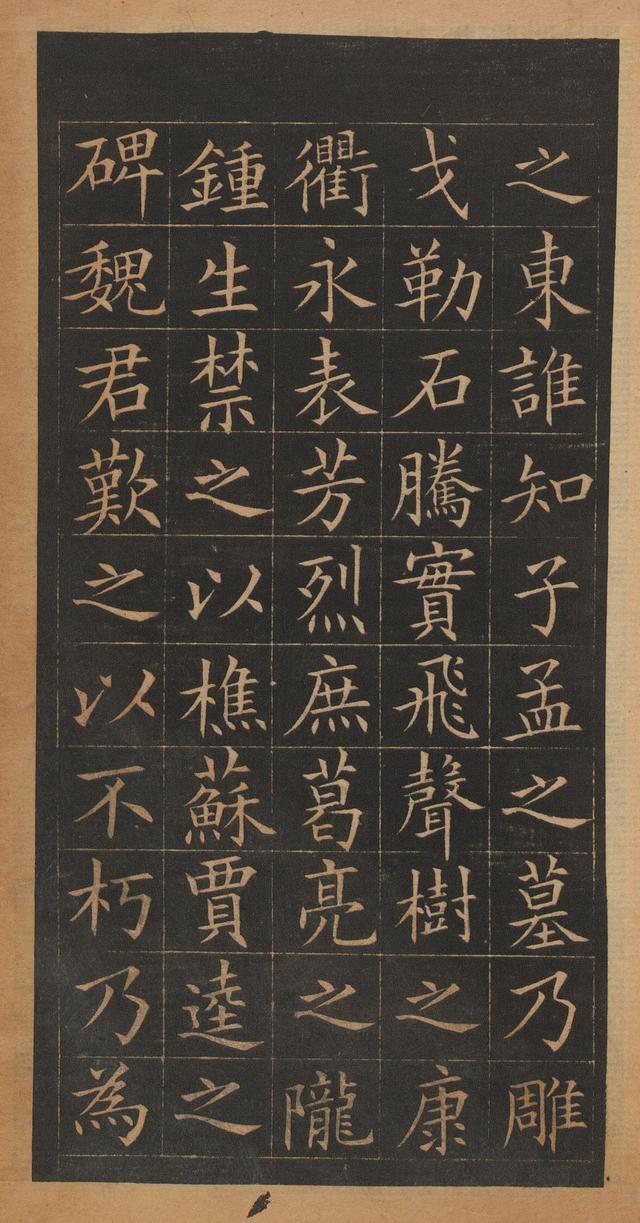 之東誰知子孟之墓乃雕
戈勒石騰實飛聲樹之康
衢永表芳烈庶葛亮之隴
鍾生禁之以樵蘇賈逵之
碑魏君歎之以不朽乃為